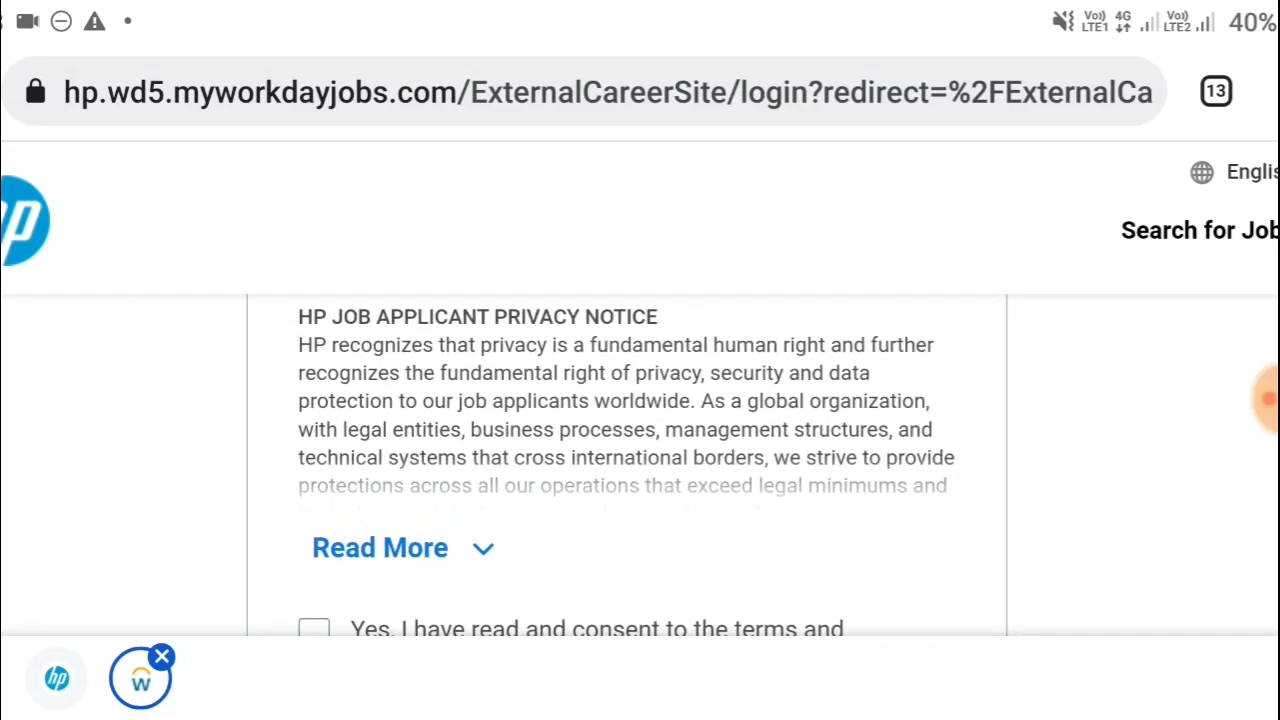 Vo) 4G Vo)
LTE1 LTE2 40%
hp.wd5.myworkdayjobs.com/ExternalCareerSite/login?redirect=%2FExternalCa
13
Englis
hp
Search for Job
HP JOB APPLICANT PRIVACY NOTICE
HP recognizes that privacy is a fundamental human right and further
recognizes the fundamental right of privacy, security and data
protection to our job applicants worldwide. As a global organization,
with legal entities, business processes, management structures, and
technical systems that cross international borders, we strive to provide
protections across all our operations that exceed legal minimums and
Read More
Yes, I have read and consent to the terms and
hp
w